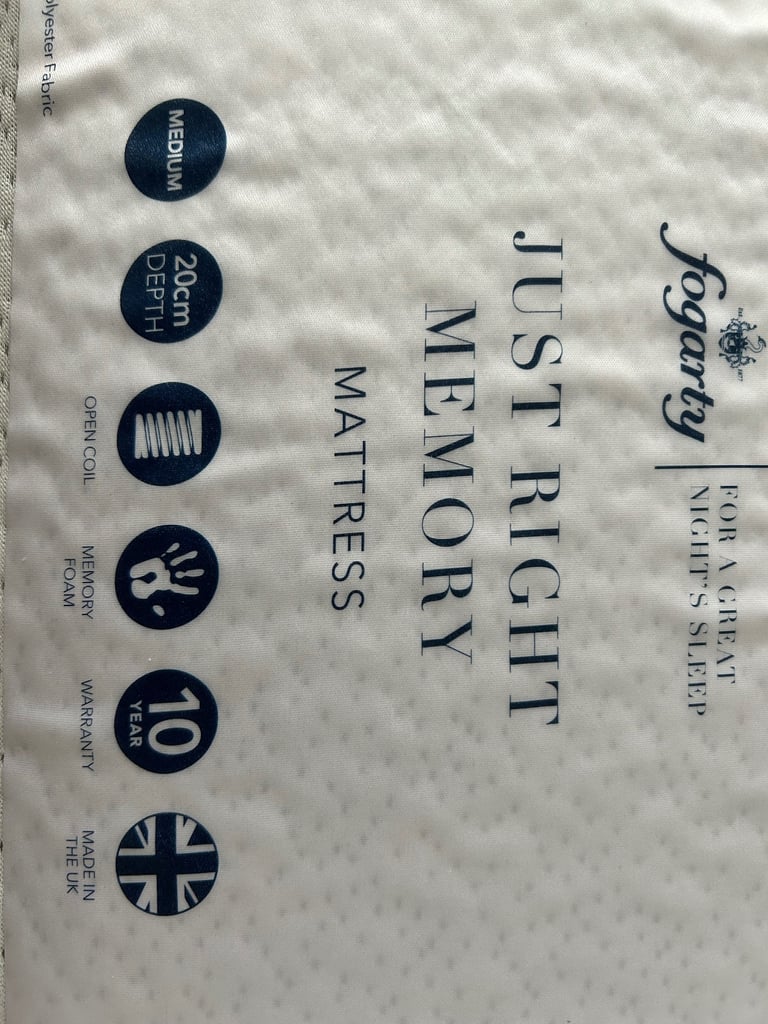 fogarty
FOR A GREAT
NIGHT'S SLEEP
JUST RIGHT
MEMORY
MATTRESS
MEDIUM
20cm
DEPTH
OPEN COIL
MEMORY
FOAM
10
YEAR
WARRANTY
MADE IN
THE UK
Fabric